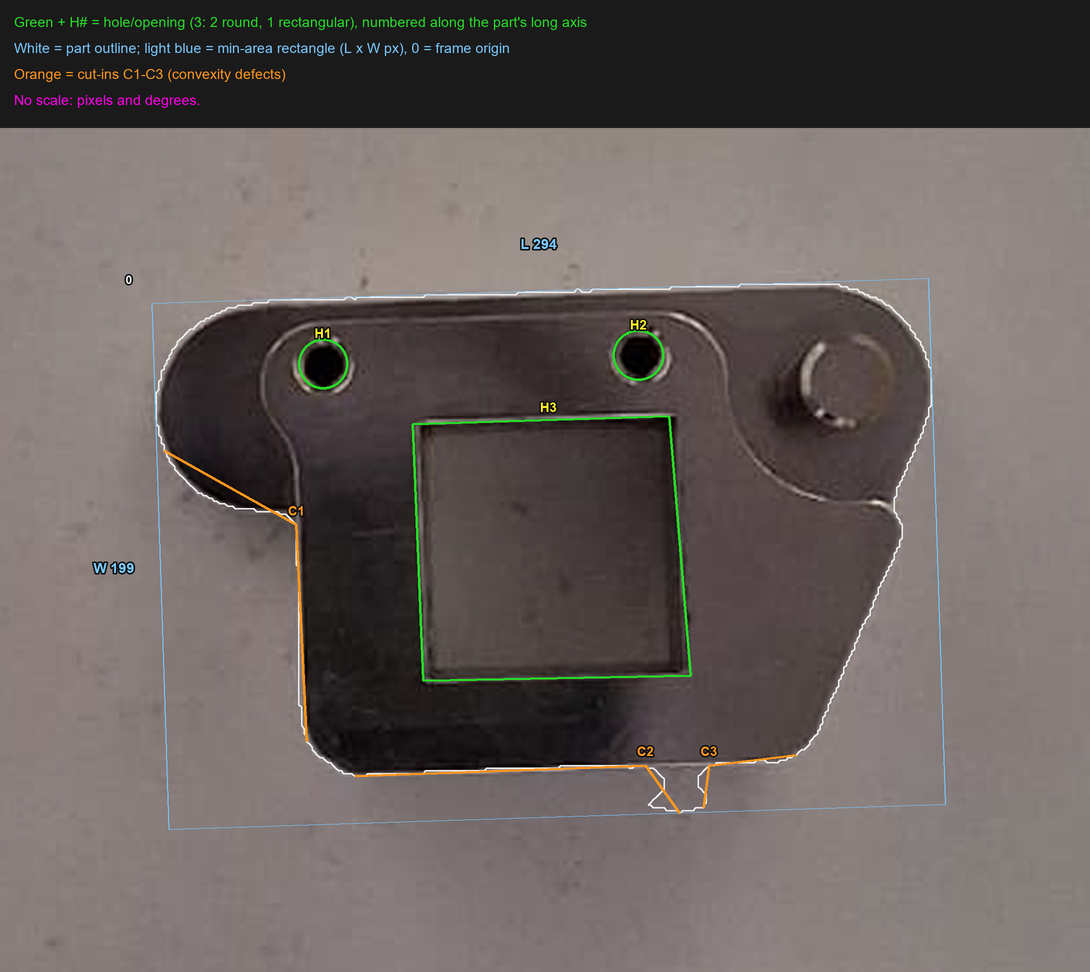 Green + H# = hole/opening (3: 2 round, 1 rectangular), numbered along the part's long axis
White = part outline; light blue = min-area rectangle (L x W px), 0 = frame origin
Orange = cut-ins C1-C3 (convexity defects)
No scale: pixels and degrees.
L 294
0
H2
H1
H3
C1
W 199
C2 C3